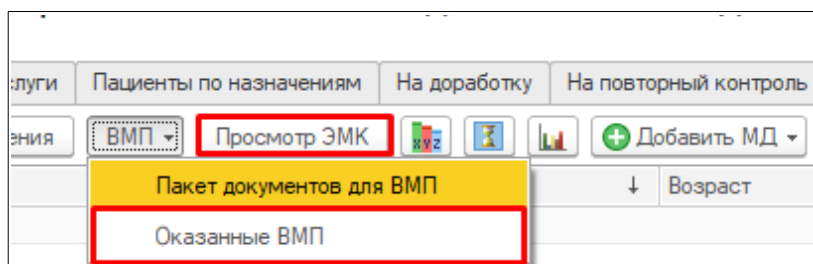 слуги Пациенты по назначениям На доработку На повторный контроль
ения ВМП Просмотр ЭМК Добавить МД
Пакет документов для ВМП ↓ Возраст
Оказанные ВМП